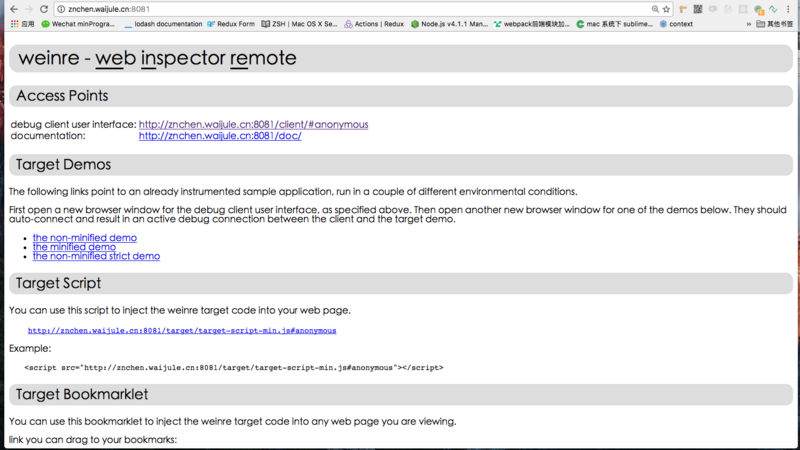 znchen.waijule.cn:8081
应用 Wechat minProgram... lodash documentation Redux Form ZSH | Mac OS X Se... Actions | Redux Node.js v4.1.1 Man... webpack前端模块加... mac 系统下 sublime... context » 其他书签
weinre - web inspector remote
Access Points
debug client user interface: http://znchen.waijule.cn:8081/client/#anonymous
documentation: http://znchen.waijule.cn:8081/doc/
Target Demos
The following links point to an already instrumented sample application, run in a couple of different environmental conditions.
First open a new browser window for the debug client user interface, as specified above. Then open another new browser window for one of the demos below. They should
auto-connect and result in an active debug connection between the client and the target demo.
• the non-minified demo
• the minified demo
• the non-minified strict demo
Target Script
You can use this script to inject the weinre target code into your web page.
http://znchen.waijule.cn:8081/target/target-script-min.js#anonymous
Example:
<script src="http://znchen.waijule.cn:8081/target/target-script-min.js#anonymous"></script>
Target Bookmarklet
You can use this bookmarklet to inject the weinre target code into any web page you are viewing.
link you can drag to your bookmarks: